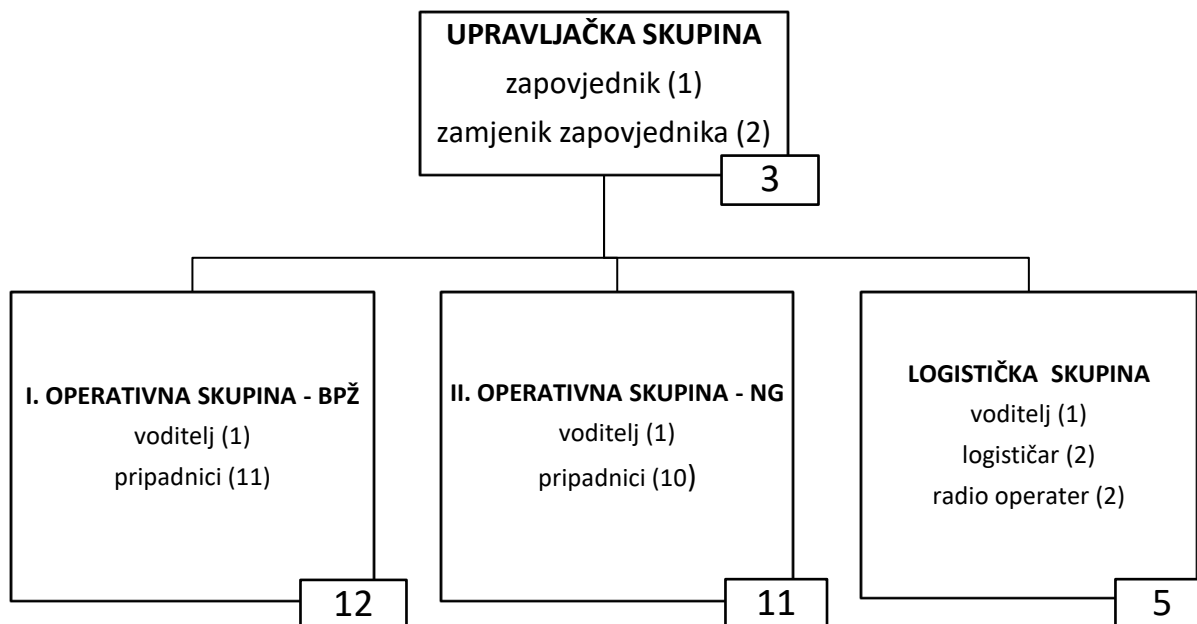 UPRAVLJAČKA SKUPINA
zapovjednik (1)
zamjenik zapovjednika (2)
3
I. OPERATIVNA SKUPINA - BPŽ
voditelj (1)
pripadnici (11)
12
II. OPERATIVNA SKUPINA - NG
voditelj (1)
pripadnici (10)
11
LOGISTIČKA SKUPINA
voditelj (1)
logističar (2)
radio operater (2)
5